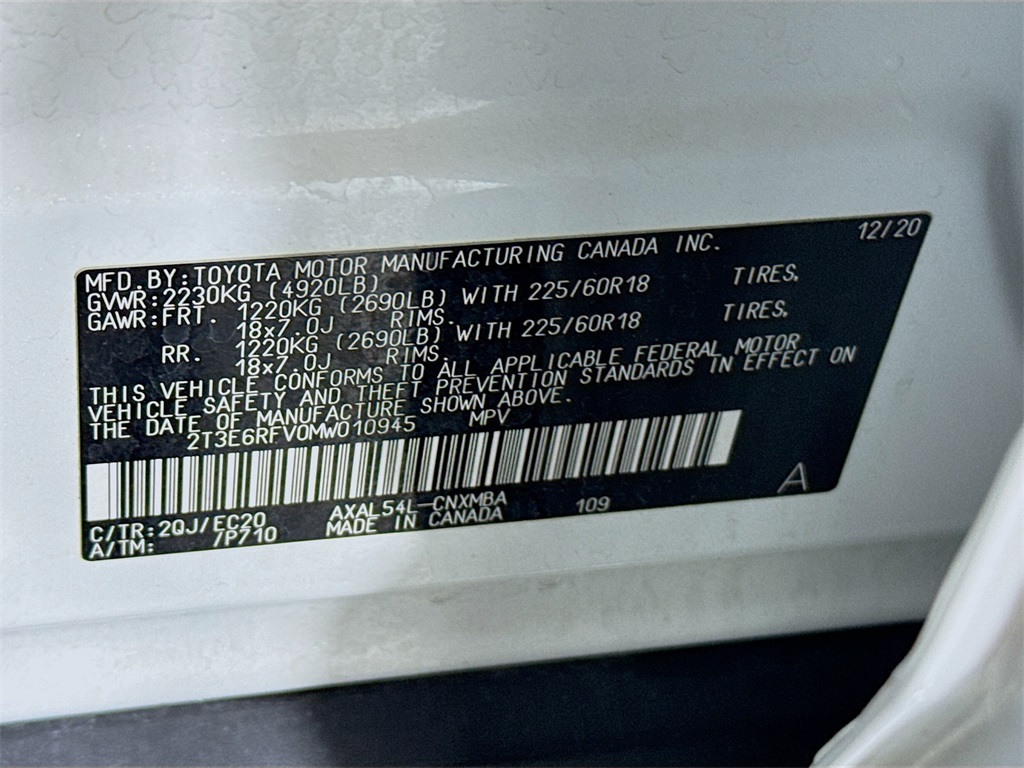 12/20
MFD.BY:TOYOTA MOTOR MANUFACTURING CANADA INC.
GVWR:2230KG (4920LB)
GAWR:FRT. 1220KG (2690LB) WITH 225/60R18 TIRES,
18x7.0J RIMS.
RR. 1220KG (2690LB) WITH 225/60R18 TIRES,
18x7.0J RIMS.
THIS VEHICLE CONFORMS TO ALL APPLICABLE FEDERAL MOTOR
VEHICLE SAFETY AND THEFT PREVENTION STANDARDS IN EFFECT ON
THE DATE OF MANUFACTURE SHOWN ABOVE.
2T3E6RFV0MW010945 MPV
A
C/TR:2QJ/EC20 AXAL54L-CNXMBA 109
A/TM: /P710 MADE IN CANADA